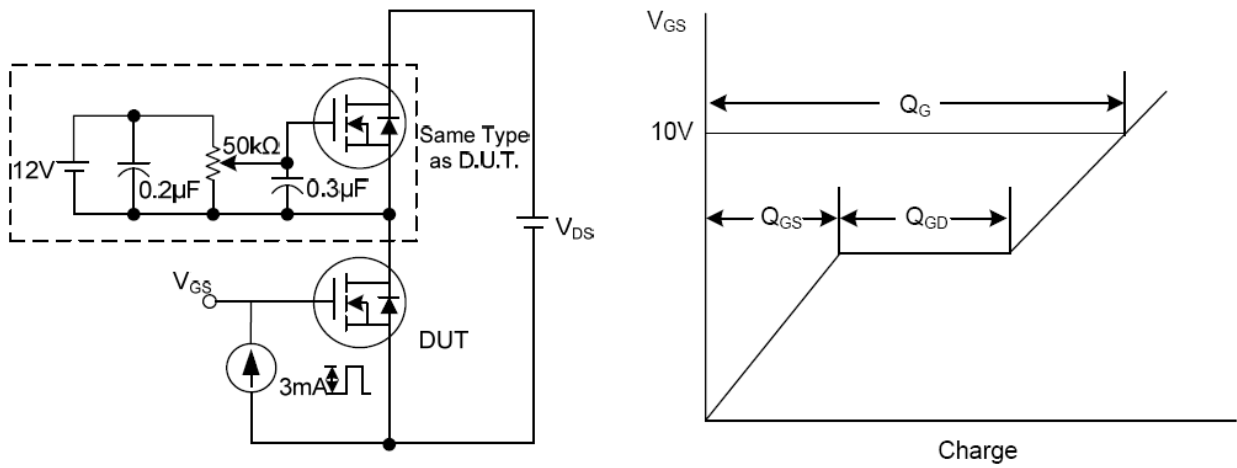 12V
0.2μF
50kΩ
0.3μF
Same Type
as D.U.T.
VDS
VGS
DUT
3mA
VGS
10V
QG
QGS
QGD
Charge